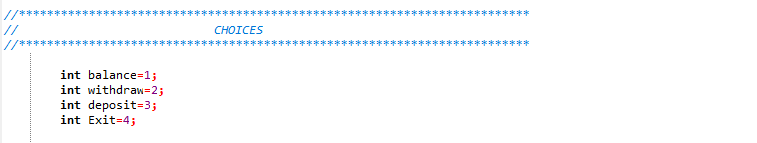 //*************************************************************************
// CHOICES
//*************************************************************************
int balance=1;
int withdraw=2;
int deposit=3;
int Exit=4;